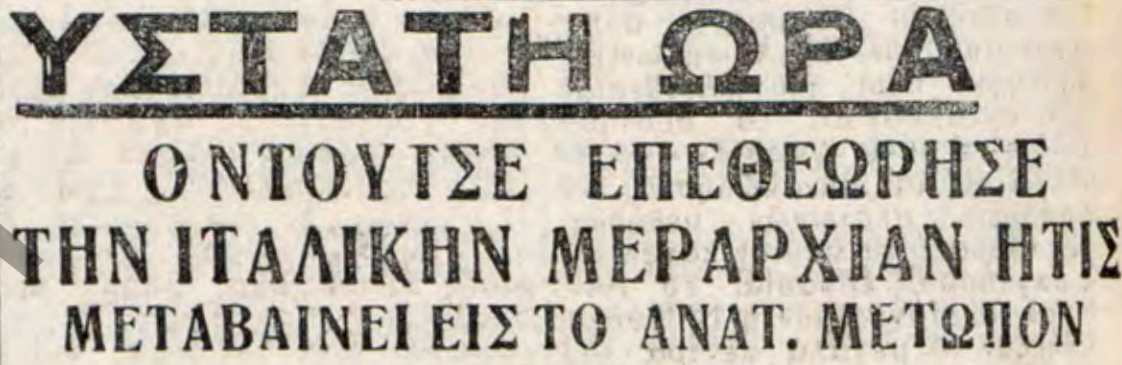 ΥΣΤΑΤΗ ΩΡΑ
Ο ΝΤΟΥΤΣΕ ΕΠΕΘΕΩΡΗΣΕ
ΤΗΝ ΙΤΑΛΙΚΗΝ ΜΕΡΑΡΧΙΑΝ ΗΤΙΣ
ΜΕΤΑΒΑΙΝΕΙ ΕΙΣ ΤΟ ΑΝΑΤ. ΜΕΤΩΠΟΝ